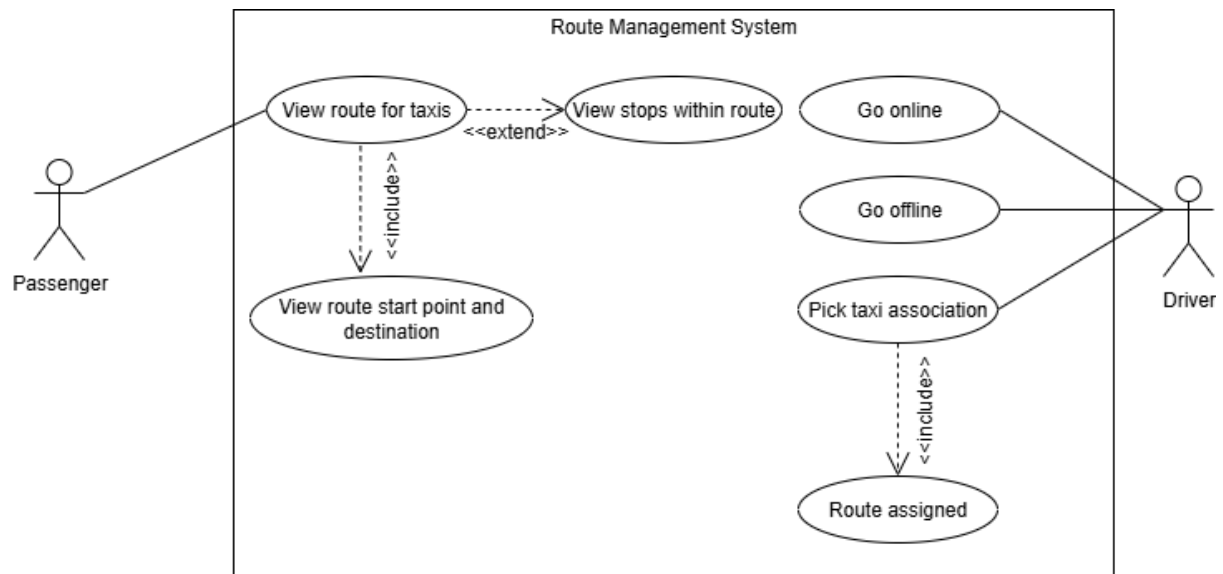 Route Management System
View route for taxis
<<extend>>
View stops within route
Go online
<<include>>
Go offline
Passenger
View route start point and
destination
Pick taxi association
Driver
<<include>>
Route assigned